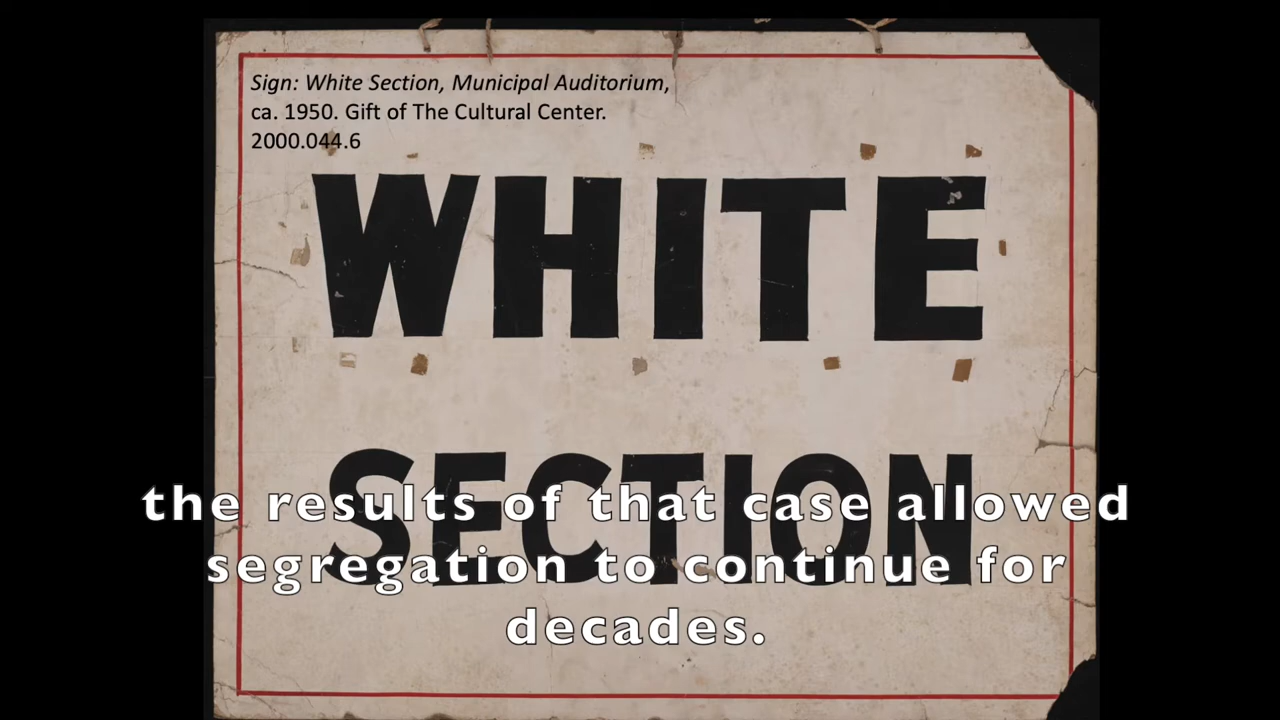 Sign: White Section, Municipal Auditorium,
ca. 1950. Gift of The Cultural Center.
2000.044.6
WHITE
SECTION
the results of that case allowed
segregation to continue for
decades.